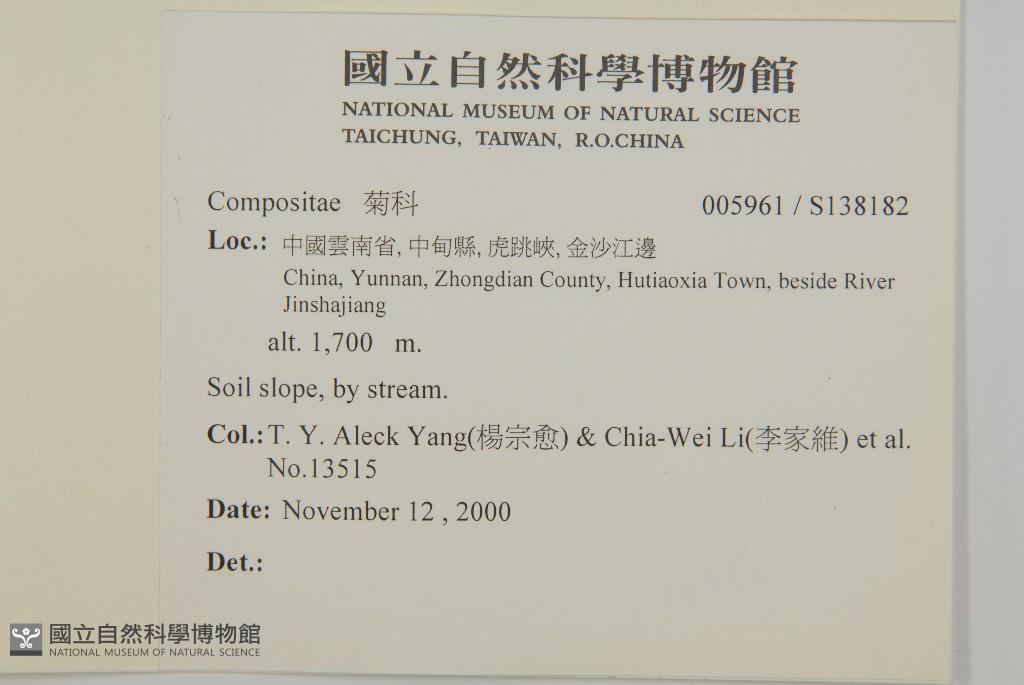 國立自然科學博物館
NATIONAL MUSEUM OF NATURAL SCIENCE
TAICHUNG, TAIWAN, R.O.CHINA
Compositae 菊科 005961 / S138182
Loc.: 中國雲南省, 中甸縣, 虎跳峽, 金沙江邊
China, Yunnan, Zhongdian County, Hutiaoxia Town, beside River
Jinshajiang
alt. 1,700 m.
Soil slope, by stream.
Col.: T. Y. Aleck Yang(楊宗愈) & Chia-Wei Li(李家維) et al.
No.13515
Date: November 12 , 2000
Det.:
國立自然科學博物館
NATIONAL MUSEUM OF NATURAL SCIENCE